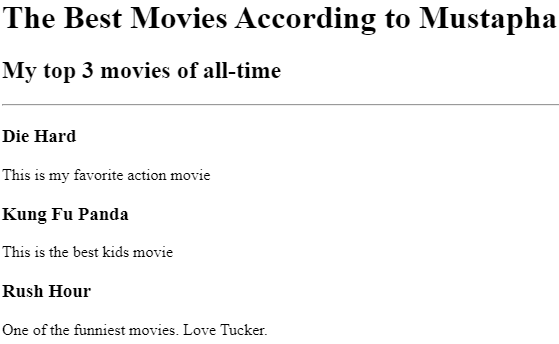 The Best Movies According to Mustapha
My top 3 movies of all-time
Die Hard
This is my favorite action movie
Kung Fu Panda
This is the best kids movie
Rush Hour
One of the funniest movies. Love Tucker.